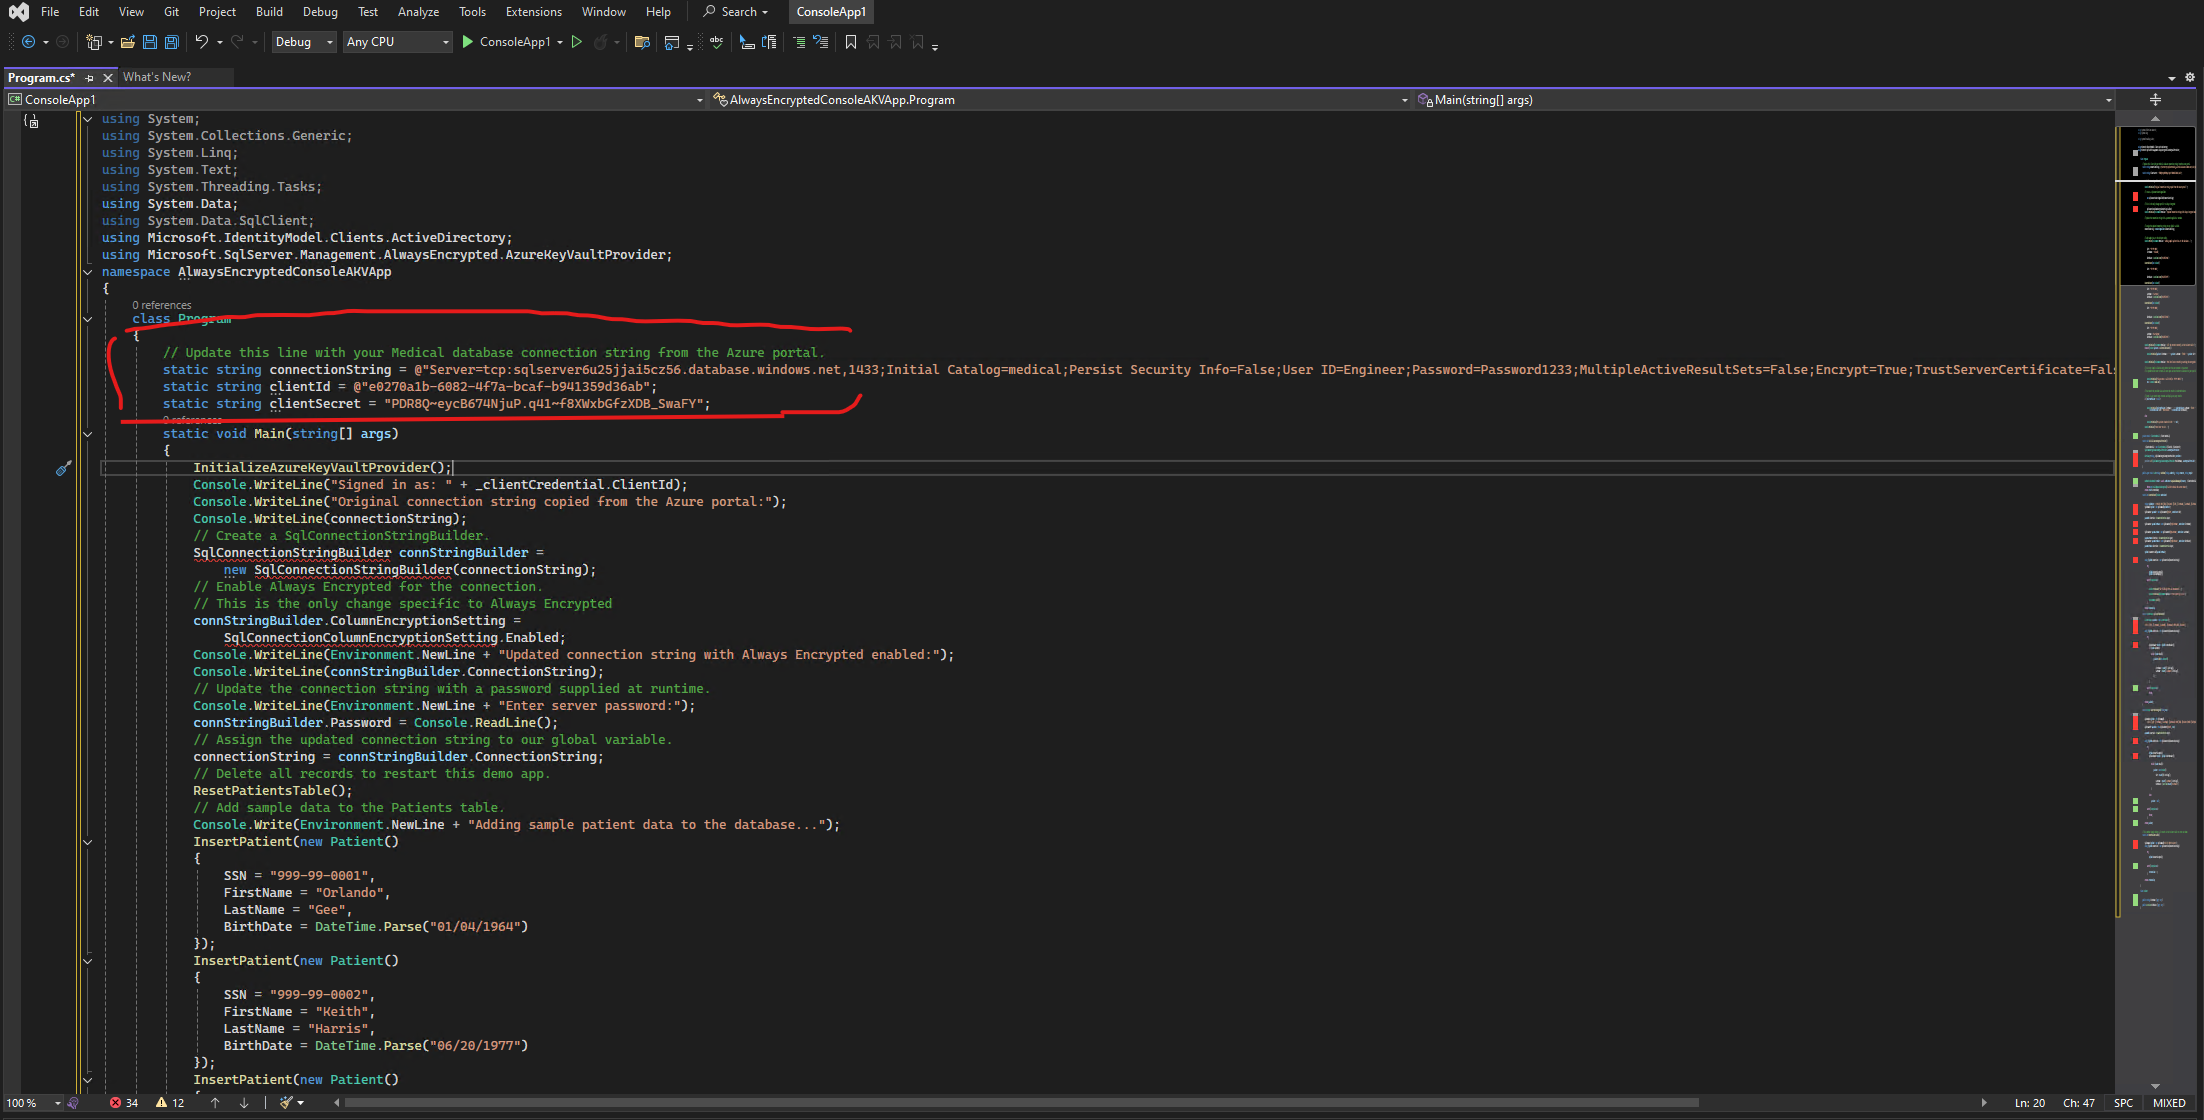 File Edit View Git Project Build Debug Test Analyze Tools Extensions Window Help Search ConsoleApp1
Debug Any CPU ConsoleApp1
Program.cs* What's New?
ConsoleApp1 AlwaysEncryptedConsoleAKVApp.Program Main(string[] args)
using System;
using System.Collections.Generic;
using System.Linq;
using System.Text;
using System.Threading.Tasks;
using System.Data;
using System.Data.SqlClient;
using Microsoft.IdentityModel.Clients.ActiveDirectory;
using Microsoft.SqlServer.Management.AlwaysEncrypted.AzureKeyVaultProvider;
namespace AlwaysEncryptedConsoleAKVApp
{
0 references
class Program
{
// Update this line with your Medical database connection string from the Azure portal.
static string connectionString = @"Server=tcp:sqlserver6u25jjai5cz56.database.windows.net,1433;Initial Catalog=medical;Persist Security Info=False;User ID=Engineer;Password=Password1233;MultipleActiveResultSets=False;Encrypt=True;TrustServerCertificate=Fal
static string clientId = @"e0270a1b-6082-4f7a-bcaf-b941359d36ab";
static string clientSecret = "PDR8Q~eycB674NjuP.q41~f8XWxbGfzXDB_SwaFY";
0 references
static void Main(string[] args)
{
InitializeAzureKeyVaultProvider();
Console.WriteLine("Signed in as: " + _clientCredential.ClientId);
Console.WriteLine("Original connection string copied from the Azure portal:");
Console.WriteLine(connectionString);
// Create a SqlConnectionStringBuilder.
SqlConnectionStringBuilder connStringBuilder =
new SqlConnectionStringBuilder(connectionString);
// Enable Always Encrypted for the connection.
// This is the only change specific to Always Encrypted
connStringBuilder.ColumnEncryptionSetting =
SqlConnectionColumnEncryptionSetting.Enabled;
Console.WriteLine(Environment.NewLine + "Updated connection string with Always Encrypted enabled:");
Console.WriteLine(connStringBuilder.ConnectionString);
// Update the connection string with a password supplied at runtime.
Console.WriteLine(Environment.NewLine + "Enter server password:");
connStringBuilder.Password = Console.ReadLine();
// Assign the updated connection string to our global variable.
connectionString = connStringBuilder.ConnectionString;
// Delete all records to restart this demo app.
ResetPatientsTable();
// Add sample data to the Patients table.
Console.Write(Environment.NewLine + "Adding sample patient data to the database...");
InsertPatient(new Patient()
{
SSN = "999-99-0001",
FirstName = "Orlando",
LastName = "Gee",
BirthDate = DateTime.Parse("01/04/1964")
});
InsertPatient(new Patient()
{
SSN = "999-99-0002",
FirstName = "Keith",
LastName = "Harris",
BirthDate = DateTime.Parse("06/20/1977")
});
InsertPatient(new Patient()
100 % 34 12 Ln: 20 Ch: 47 SPC MIXED